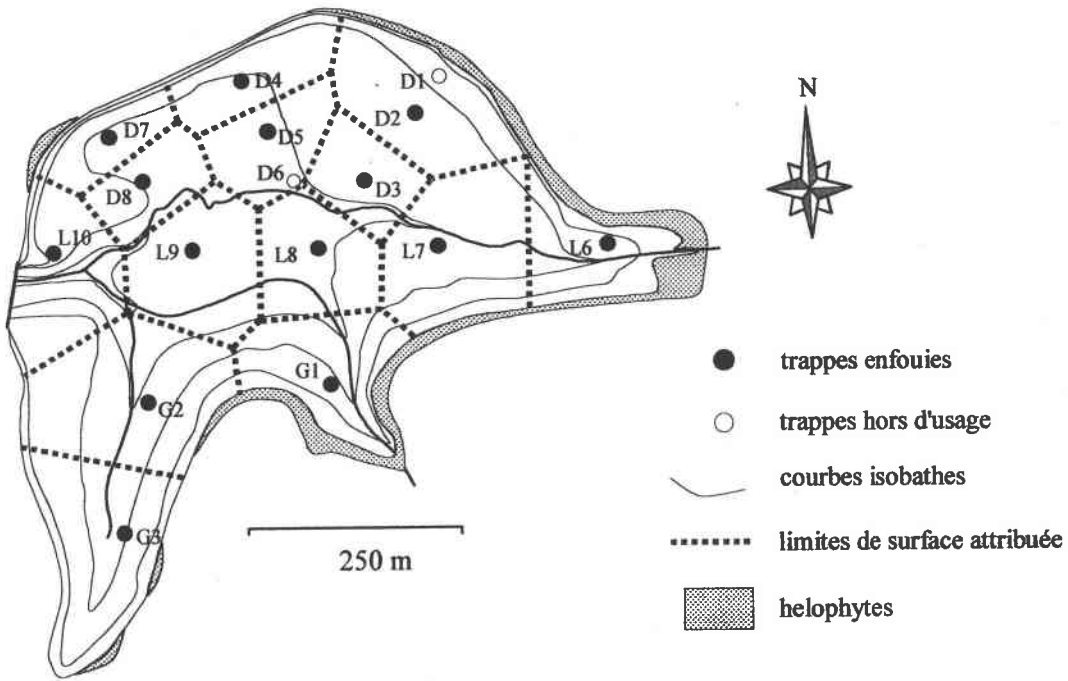 D4
D1
N
D7
D5
D2
D8
D6
D3
L10
L9
L8
L7
L6
G1
G2
G3
250 m
trappes enfouies
trappes hors d'usage
courbes isobathes
limites de surface attribuée
helophytes